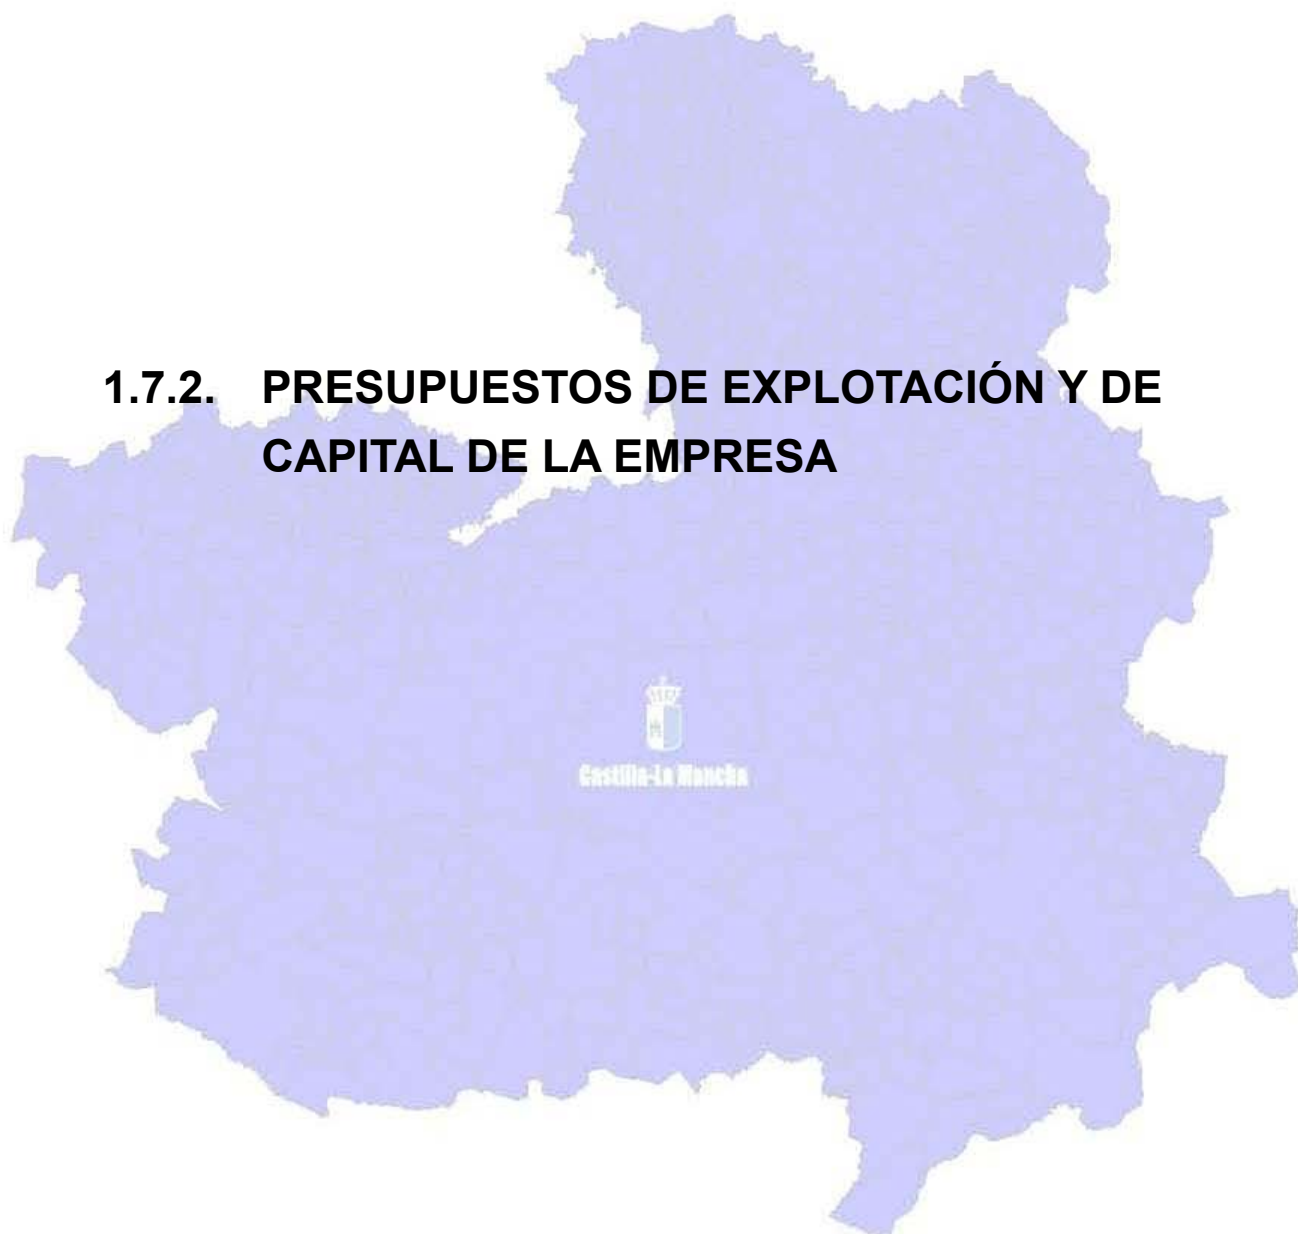 1.7.2. PRESUPUESTOS DE EXPLOTACIÓN Y DE
CAPITAL DE LA EMPRESA
Castilla-La Mancha